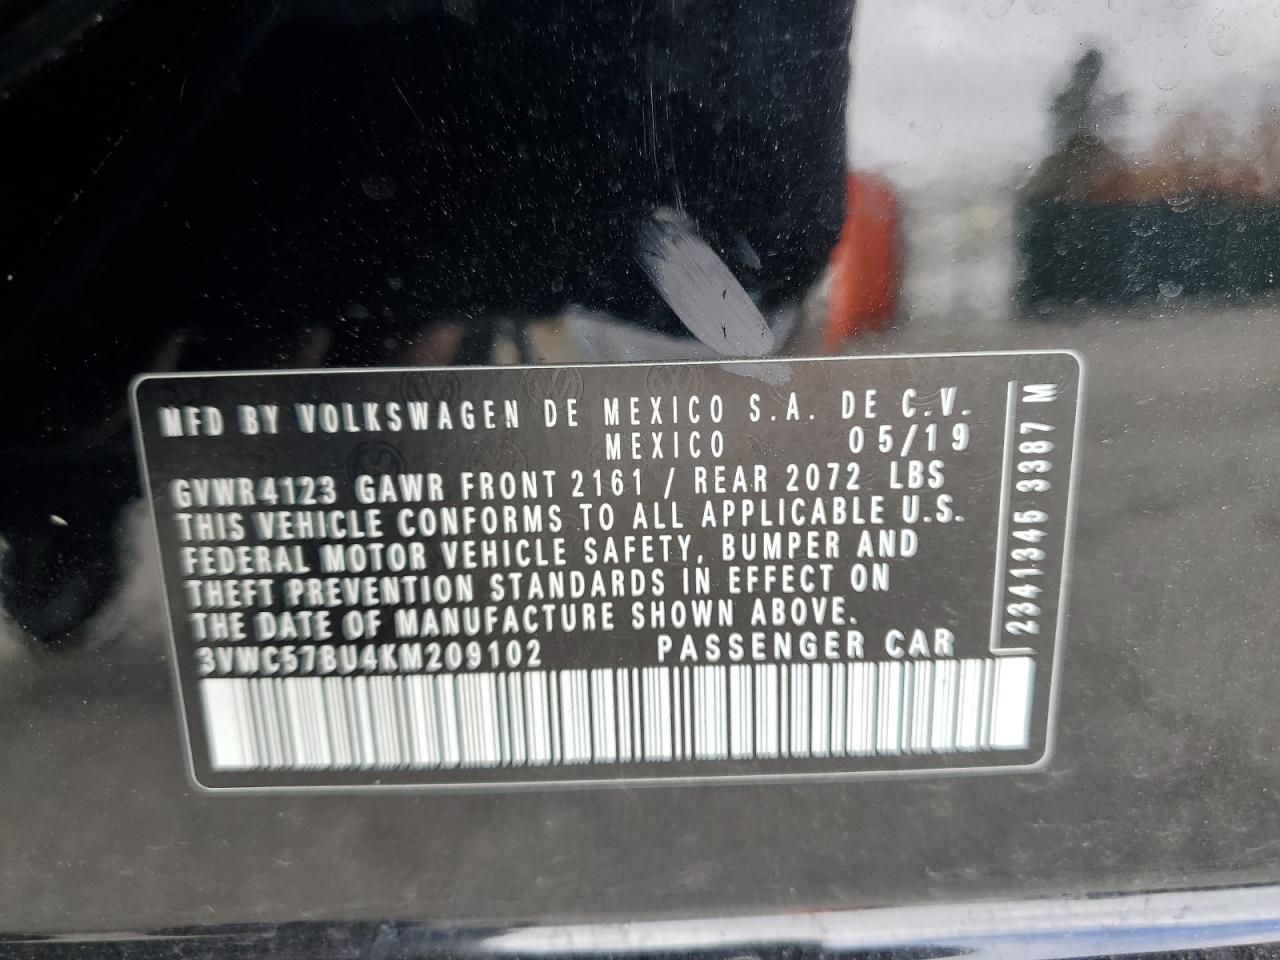 MFD BY VOLKSWAGEN DE MEXICO S.A. DE C.V.
MEXICO 05/19
GVWR 4123 GAWR FRONT 2161 / REAR 2072 LBS
THIS VEHICLE CONFORMS TO ALL APPLICABLE U.S.
FEDERAL MOTOR VEHICLE SAFETY, BUMPER AND
THEFT PREVENTION STANDARDS IN EFFECT ON
THE DATE OF MANUFACTURE SHOWN ABOVE.
3VWC57BU4KM209102 PASSENGER CAR
2341345 3387 M